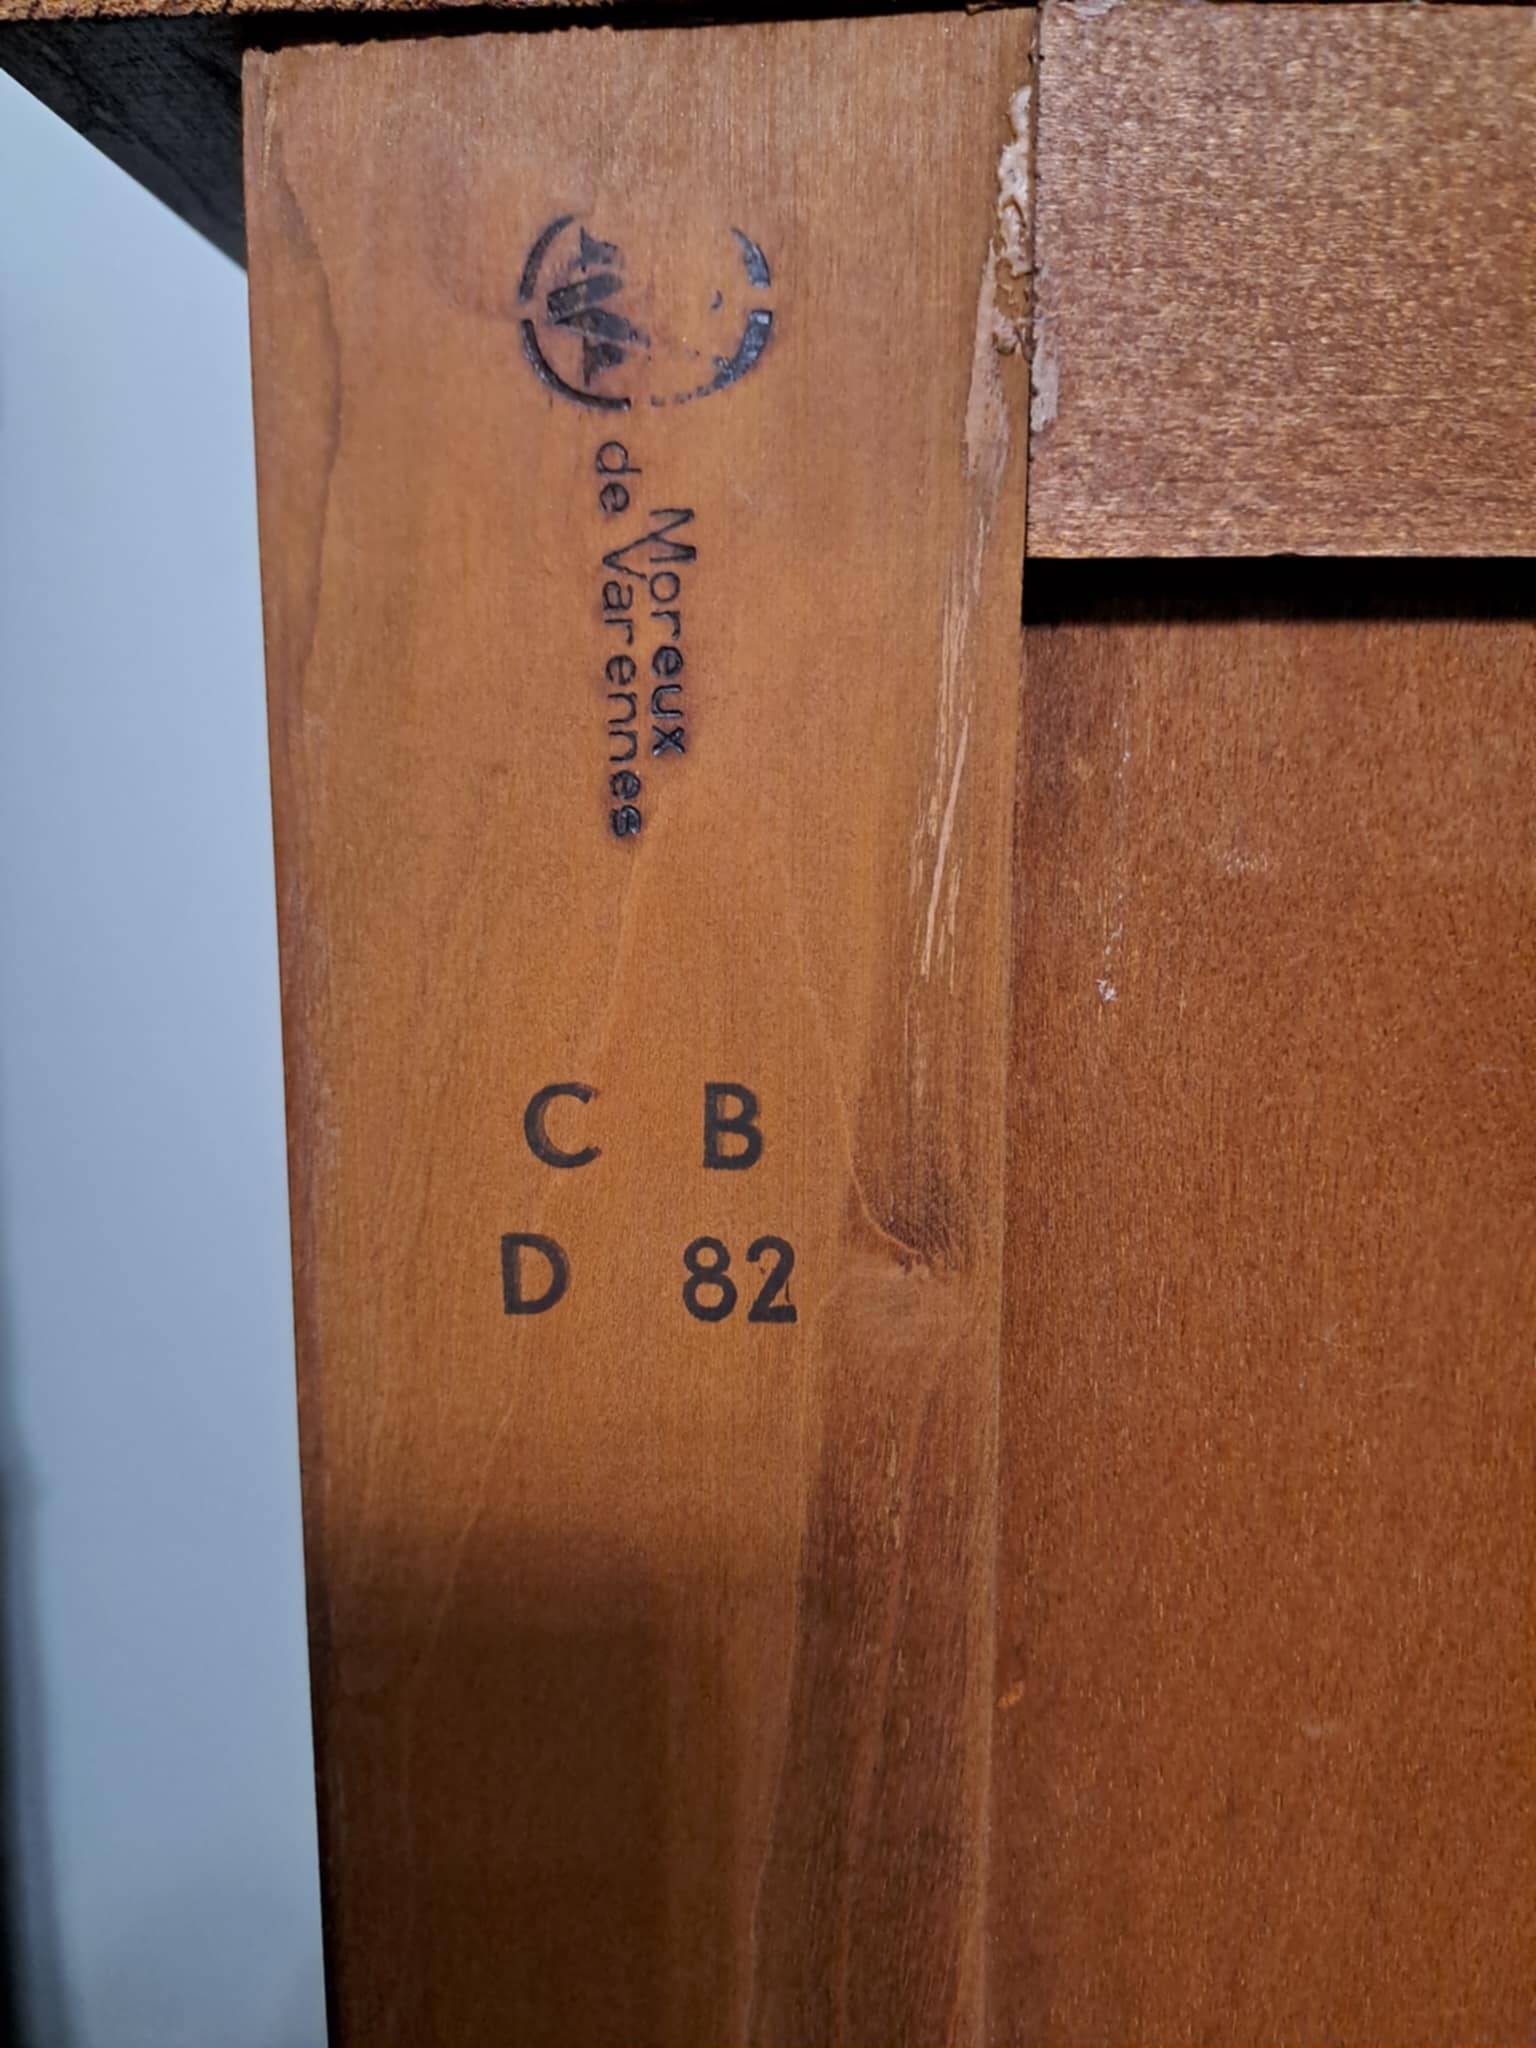 Moreux
de Varennes
C B
D 82